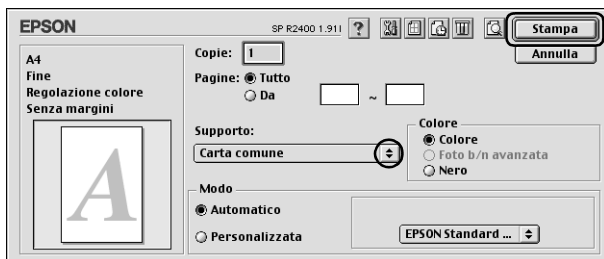 EPSON
SP R2400 1.91I
?
Stampa
Annulla
A4
Fine
Regolazione colore
Senza margini
A
Copie: 1
Pagine: Tutto
Da ~
Supporto:
Carta comune
Colore
Colore
Foto b/n avanzata
Nero
Modo
Automatico
Personalizzata
EPSON Standard ...